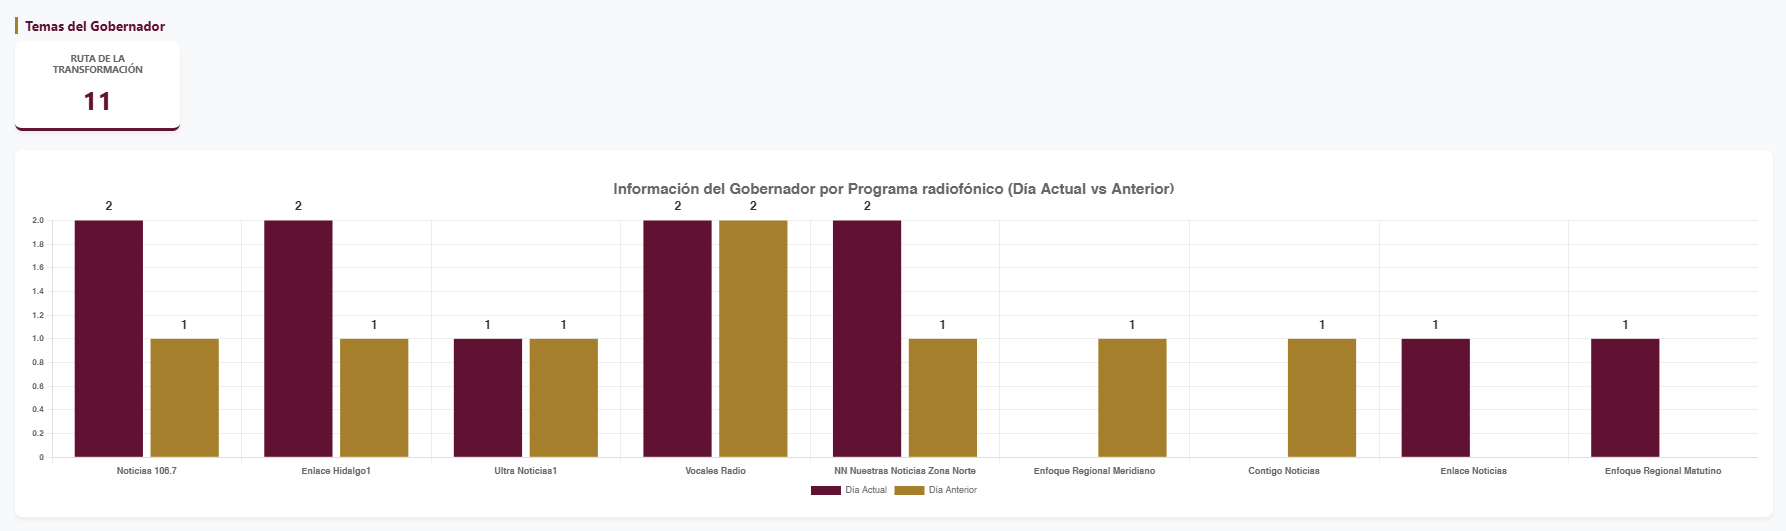 Temas del Gobernador
RUTA DE LA
TRANSFORMACIÓN
11
Información del Gobernador por Programa radiofónico (Día Actual vs Anterior)
2 2 2 2 2
2.0
1.8
1.6
1.4
1.2
1 1 1 1 1 1 1 1 1
1.0
0.8
0.6
0.4
0.2
0
Noticias 106.7 Enlace Hidalgo1 Ultra Noticias1 Vocales Radio NN Nuestras Noticias Zona Norte Enfoque Regional Meridiano Contigo Noticias Enlace Noticias Enfoque Regional Matutino
Día Actual Día Anterior